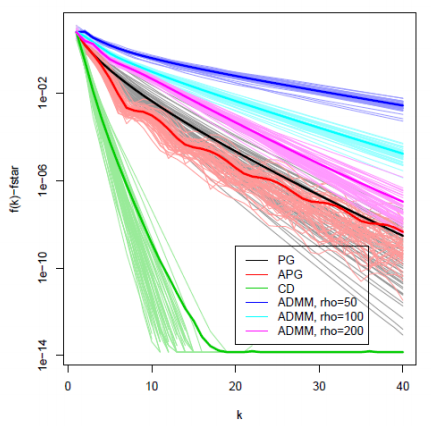 f(k)-fstar
1e-02
1e-06
1e-10
1e-14
PG
APG
CD
ADMM, rho=50
ADMM, rho=100
ADMM, rho=200
0
10
20
30
40
k